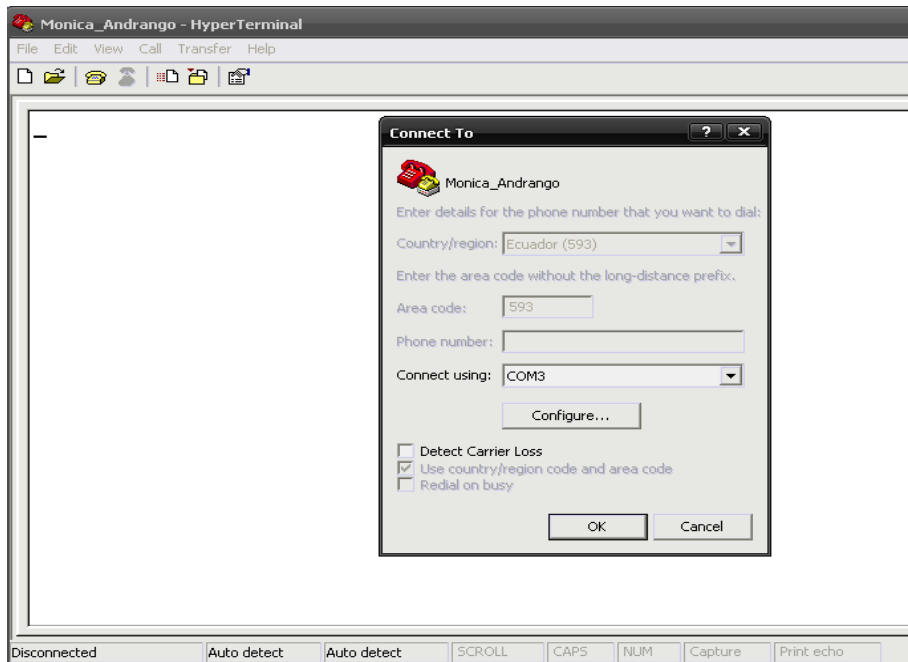 Monica_Andrango - HyperTerminal
File Edit View Call Transfer Help
Connect To
Monica_Andrango
Enter details for the phone number that you want to dial:
Country/region: Ecuador (593)
Enter the area code without the long-distance prefix.
Area code: 593
Phone number:
Connect using: COM3
Configure...
Detect Carrier Loss
Use country/region code and area code
Redial on busy
OK Cancel
Disconnected Auto detect Auto detect SCROLL CAPS NUM Capture Print echo